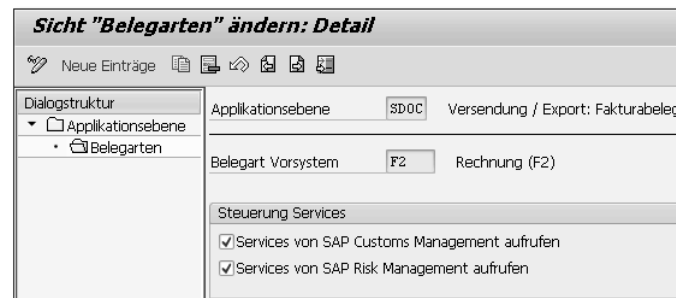 Sicht "Belegarten" ändern: Detail
Neue Einträge
Dialogstruktur
Applikationsebene
Belegarten
Applikationsebene SDOC Versendung / Export: Fakturabeleg
Belegart Vorsystem F2 Rechnung (F2)
Steuerung Services
Services von SAP Customs Management aufrufen
Services von SAP Risk Management aufrufen